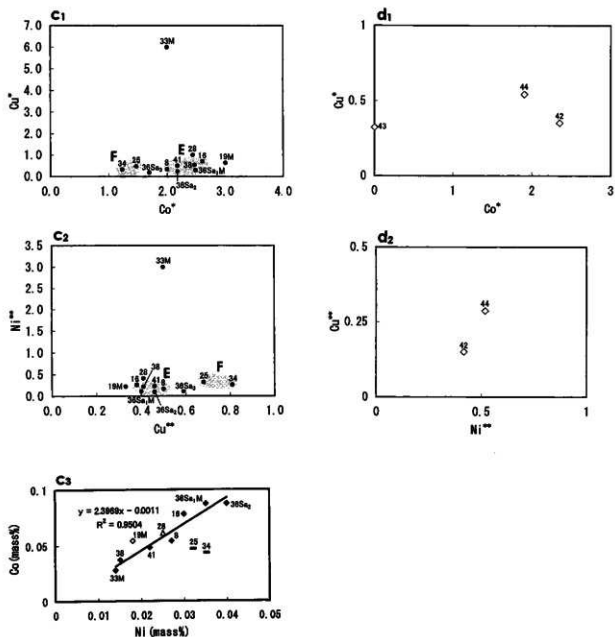 C1
7.0
6.0
5.0
4.0
3.0
2.0
1.0
0.0
Cu*
33M
F
34
25
36Sa3
8
E
41
28
38
16
19M
36Sa1M
36Sa2
0.0 1.0 2.0 3.0 4.0
Co*
d1
1
0.5
0
Cu*
43
44
42
0 1 2 3
Co*
C2
3.5
3.0
2.5
2.0
1.5
1.0
0.5
0.0
Ni**
33M
38
28
16
19M
41
8
E
F
25
34
36Sa3
36Sa1M
36Sa2
0.0 0.2 0.4 0.6 0.8 1.0
Cu**
d2
0.5
0.25
0
Cu**
44
42
0 0.5 1
Ni**
C3
0.1
0.05
0
Co(mass%)
y = 2.3969x - 0.0011
R² = 0.9504
36Sa1M
16
19M
28
8
25
34
38
41
33M
0 0.01 0.02 0.03 0.04 0.05
Ni(mass%)